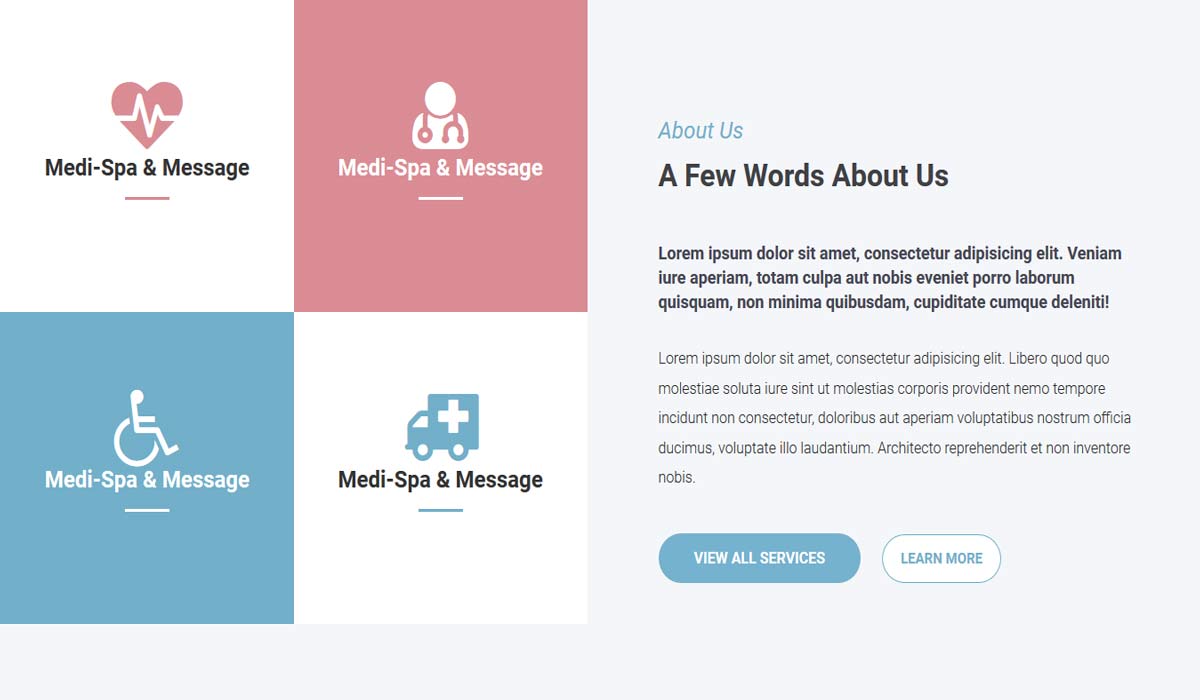 Medi-Spa & Message
Medi-Spa & Message
Medi-Spa & Message
Medi-Spa & Message
About Us
A Few Words About Us
Lorem ipsum dolor sit amet, consectetur adipisicing elit. Veniam
iure aperiam, totam culpa aut nobis eveniet porro laborum
quisquam, non minima quibusdam, cupiditate cumque deleniti!
Lorem ipsum dolor sit amet, consectetur adipisicing elit. Libero quod quo
molestiae soluta iure sint ut molestias corporis provident nemo tempore
incidunt non consectetur, doloribus aut aperiam voluptatibus nostrum officia
ducimus, voluptate illo laudantium. Architecto reprehenderit et non inventore
nobis.
VIEW ALL SERVICES
LEARN MORE